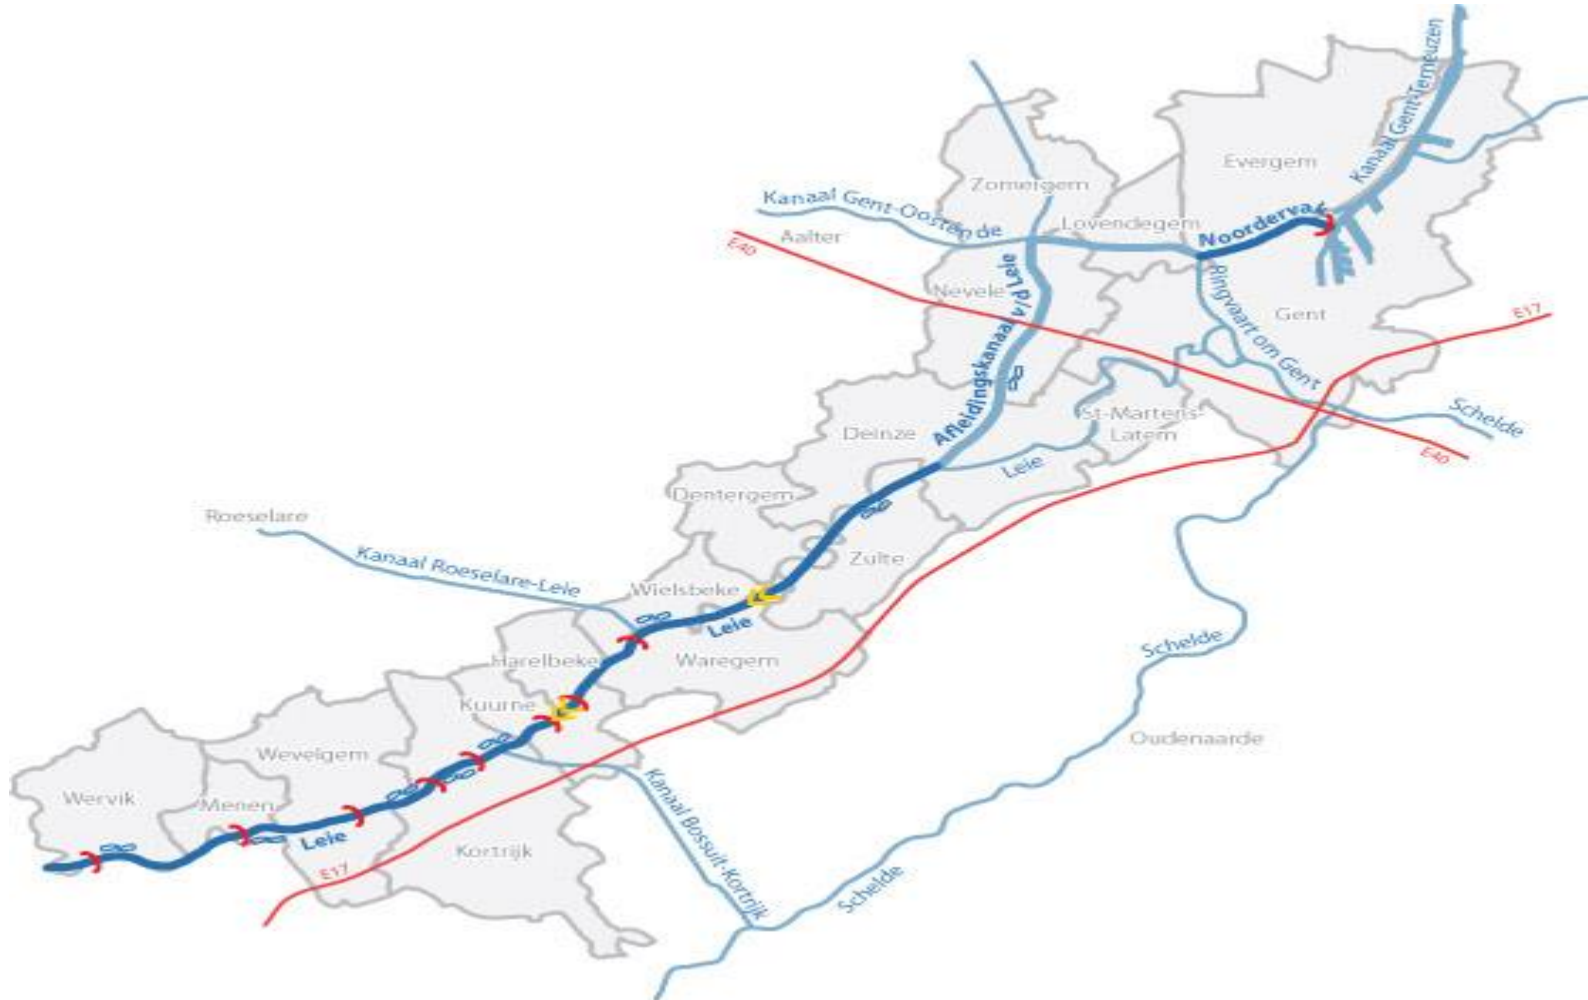 Kanaal Gent-Terneuzen
Evergem
Zomergem
Kanaal Gent-Oostende
Lovendegem
Noordervak
Aalter
E40
Nevele
Afleidingskanaal v/d Leie
Ringvaart om Gent
Gent
E17
Schelde
St-Martens-
Latem
Deinze
E40
Leie
Dentergem
Roeselare
Kanaal Roeselare-Leie
Zulte
Wielsbeke
Leie
Schelde
Harelbeke
Waregem
Kuurne
Oudenaarde
Wevelgem
Kanaal Bossuit-Kortrijk
Wervik
Menen
Leie
Kortrijk
E17
Schelde